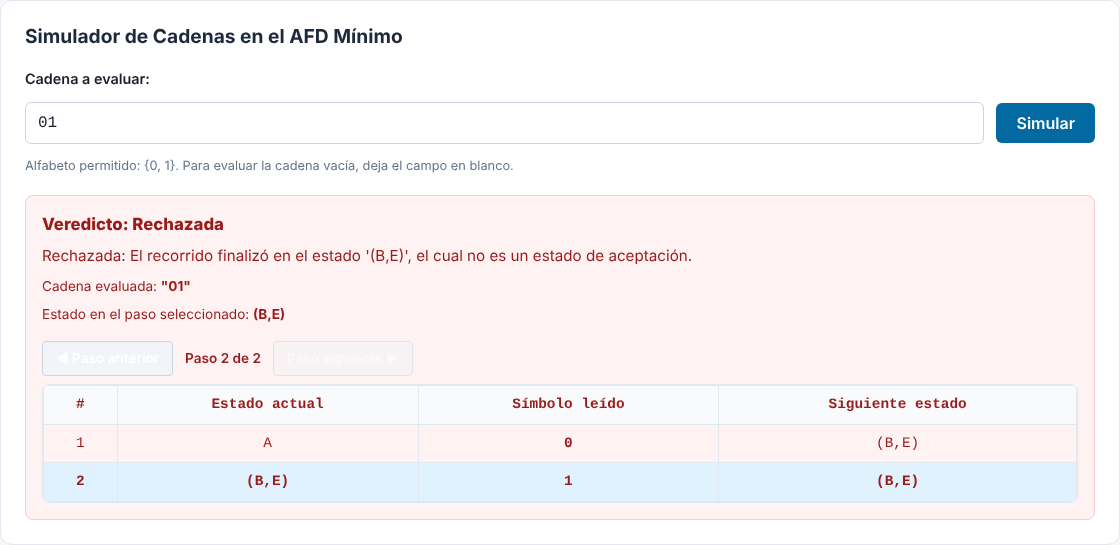 Simulador de Cadenas en el AFD Mínimo
Cadena a evaluar:
01
Simular
Alfabeto permitido: {0, 1}. Para evaluar la cadena vacía, deja el campo en blanco.
Veredicto: Rechazada
Rechazada: El recorrido finalizó en el estado '(B,E)', el cual no es un estado de aceptación.
Cadena evaluada: "01"
Estado en el paso seleccionado: (B,E)
◀ Paso anterior Paso 2 de 2 Paso siguiente ▶
# Estado actual Símbolo leído Siguiente estado
1 A 0 (B,E)
2 (B,E) 1 (B,E)